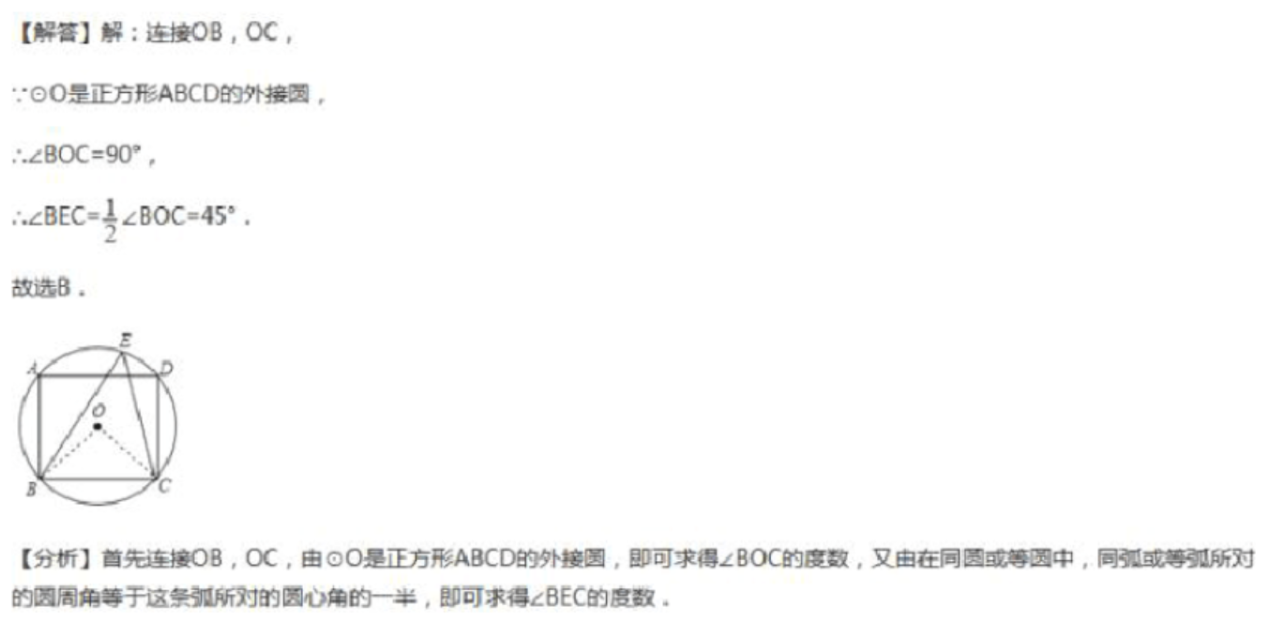 【解答】解：连接OB，OC，
∵⊙O是正方形ABCD的外接圆，
∴∠BOC=90°，
∴∠BEC=\frac{1}{2}∠BOC=45°．
故选B．
E
A D
O
B C
【分析】首先连接OB，OC，由⊙O是正方形ABCD的外接圆，即可求得∠BOC的度数，又由在同圆或等圆中，同弧或等弧所对
的圆周角等于这条弧所对的圆心角的一半，即可求得∠BEC的度数．